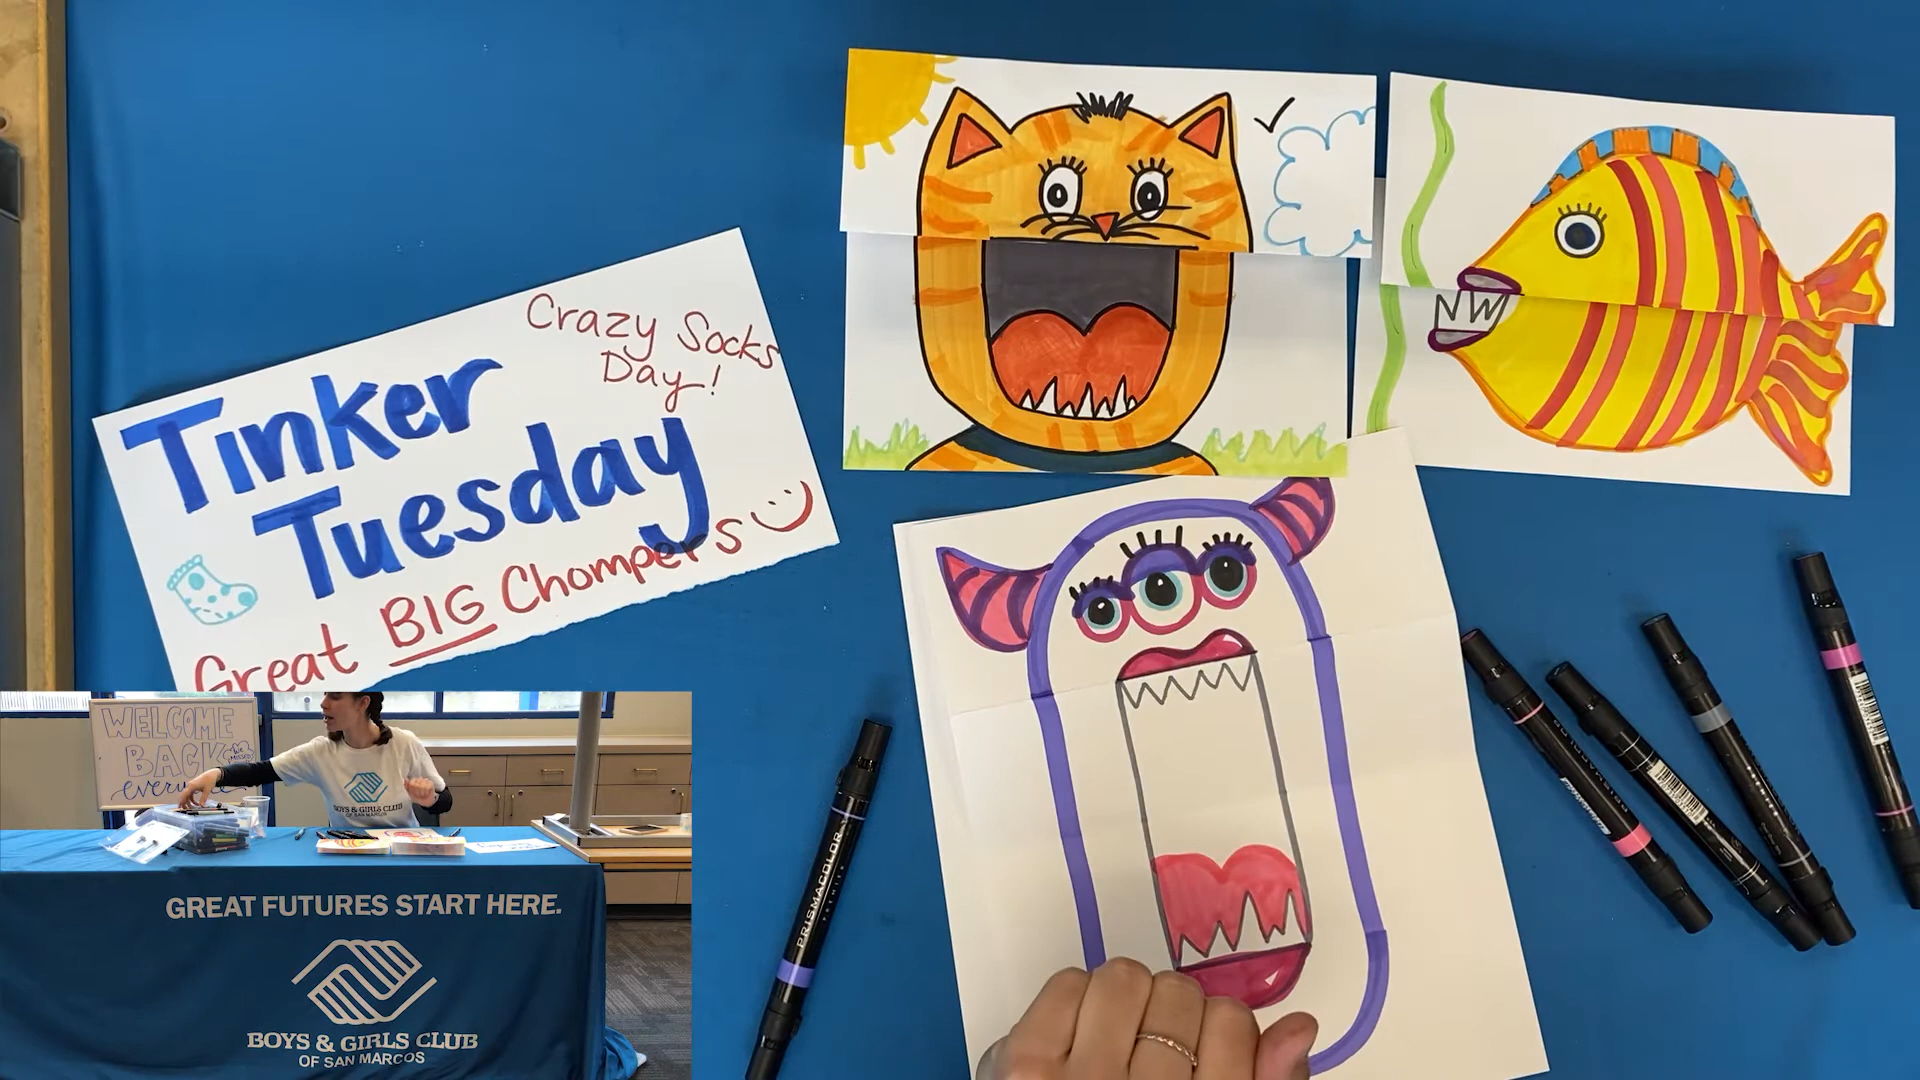 Crazy Socks
Day!
Tinker
Tuesday
Great BIG Chompers
WELCOME
BACK
BOYS & GIRLS CLUB
OF SAN MARCOS
GREAT FUTURES START HERE.
BOYS & GIRLS CLUB
OF SAN MARCOS
PRISMACOLOR
PREMIER